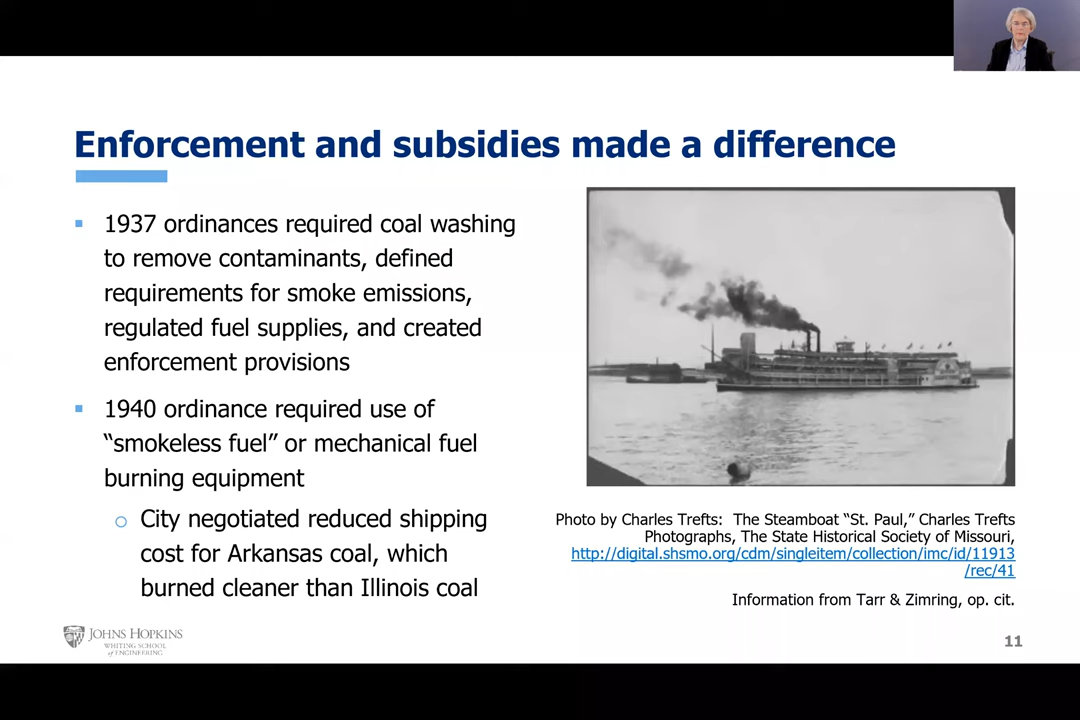 Enforcement and subsidies made a difference
▪ 1937 ordinances required coal washing
to remove contaminants, defined
requirements for smoke emissions,
regulated fuel supplies, and created
enforcement provisions
▪ 1940 ordinance required use of
“smokeless fuel” or mechanical fuel
burning equipment
o City negotiated reduced shipping
cost for Arkansas coal, which
burned cleaner than Illinois coal
Photo by Charles Trefts: The Steamboat “St. Paul,” Charles Trefts
Photographs, The State Historical Society of Missouri,
http://digital.shsmo.org/cdm/singleitem/collection/imc/id/11913
/rec/41
Information from Tarr & Zimring, op. cit.
JOHNS HOPKINS
WHITING SCHOOL
of ENGINEERING
11